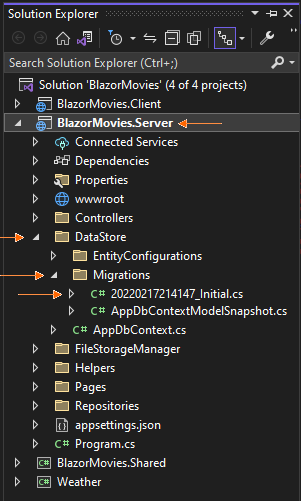 Solution Explorer
Search Solution Explorer (Ctrl+;)
Solution 'BlazorMovies' (4 of 4 projects)
BlazorMovies.Client
BlazorMovies.Server
Connected Services
Dependencies
Properties
wwwroot
Controllers
DataStore
EntityConfigurations
Migrations
C# 20220217214147_Initial.cs
C# AppDbContextModelSnapshot.cs
C# AppDbContext.cs
FileStorageManager
Helpers
Pages
Repositories
appsettings.json
C# Program.cs
C# BlazorMovies.Shared
C# Weather